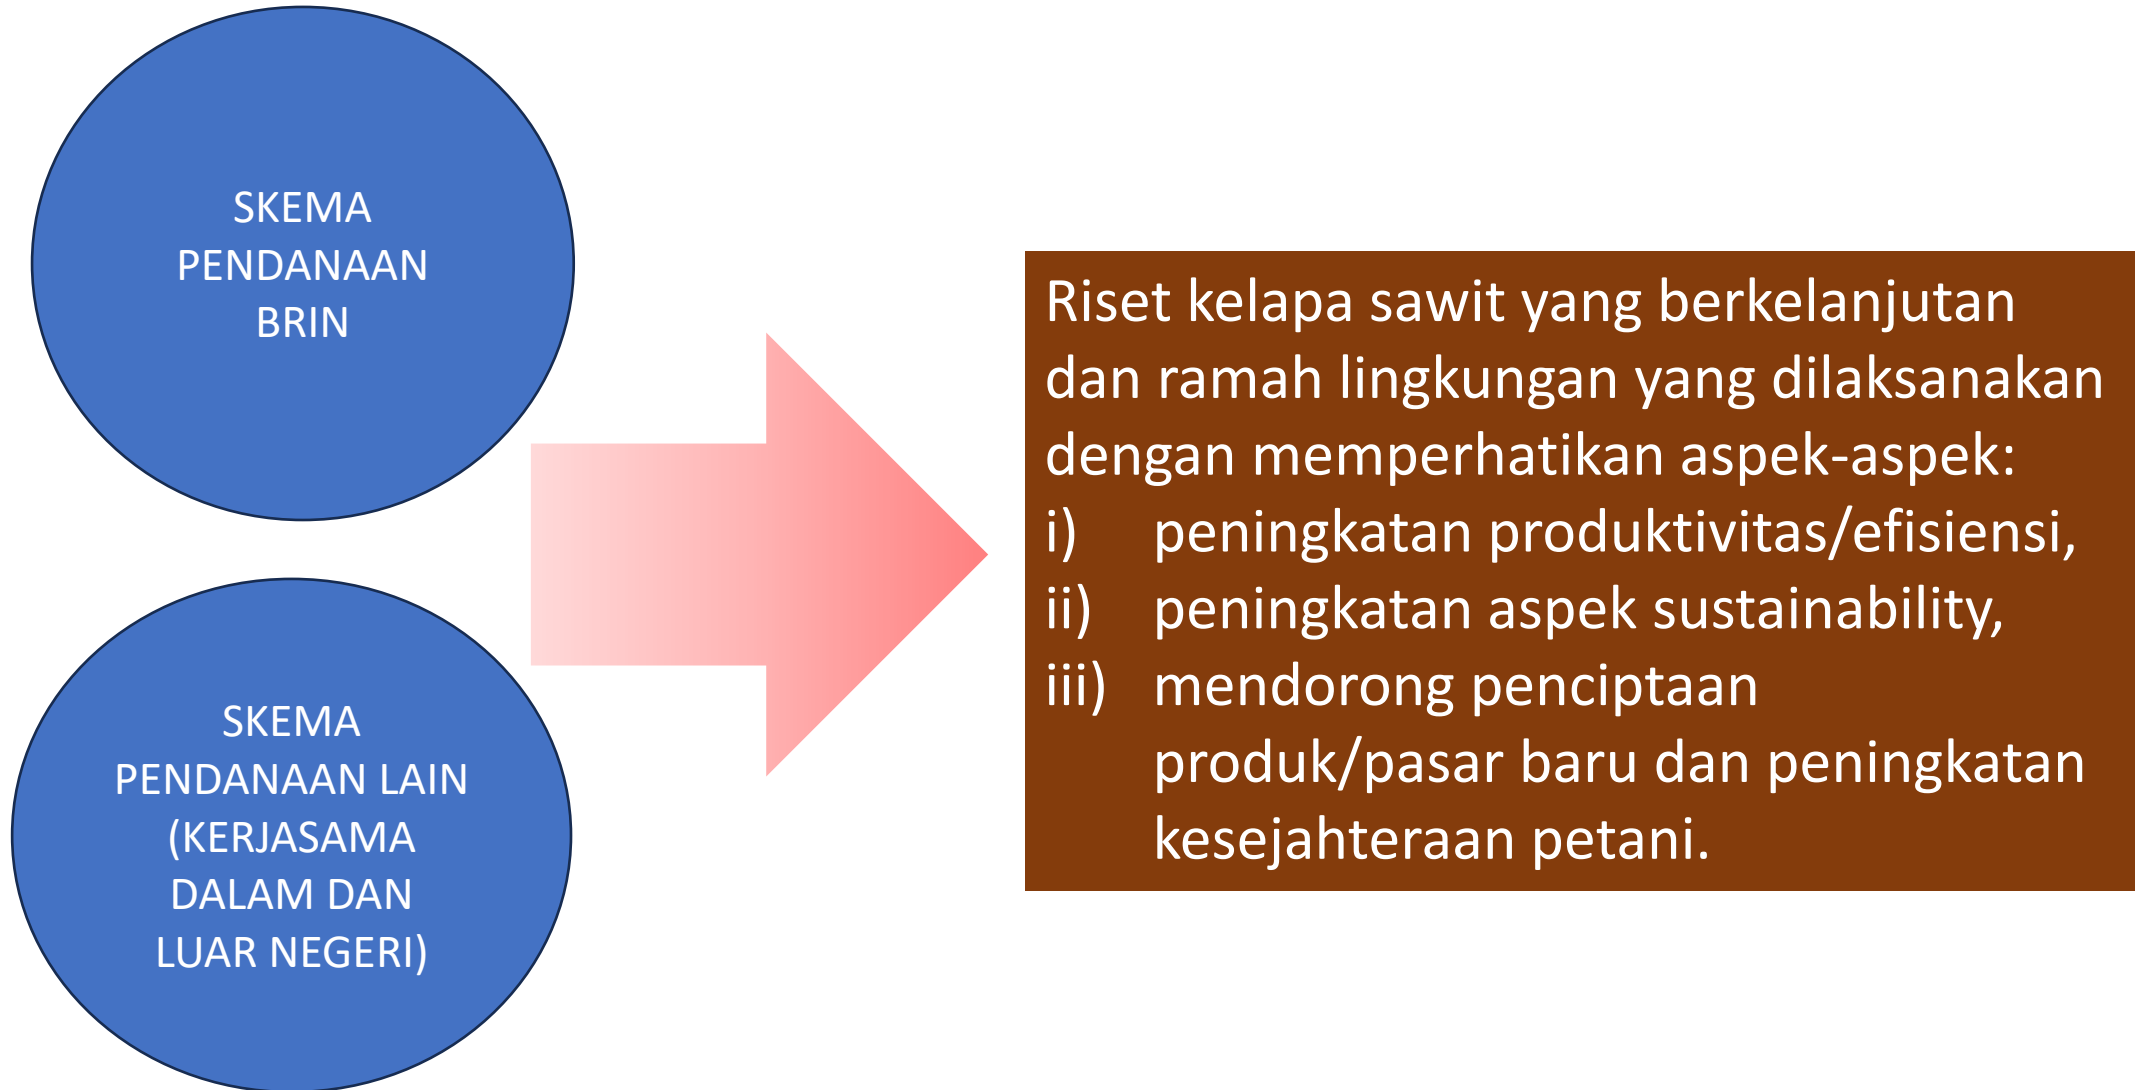 SKEMA
PENDANAAN
BRIN
SKEMA
PENDANAAN LAIN
(KERJASAMA
DALAM DAN
LUAR NEGERI)
Riset kelapa sawit yang berkelanjutan
dan ramah lingkungan yang dilaksanakan
dengan memperhatikan aspek-aspek:
i) peningkatan produktivitas/efisiensi,
ii) peningkatan aspek sustainability,
iii) mendorong penciptaan
produk/pasar baru dan peningkatan
kesejahteraan petani.